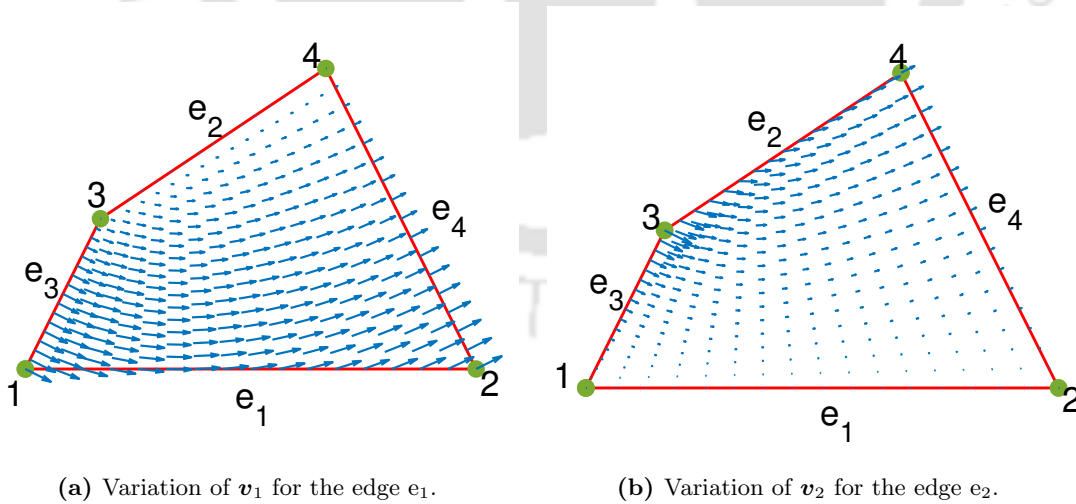 4
e2
3
e4
e3
1
2
e1
(a) Variation of v1 for the edge e1.
4
e2
3
e4
e3
1
2
e1
(b) Variation of v2 for the edge e2.